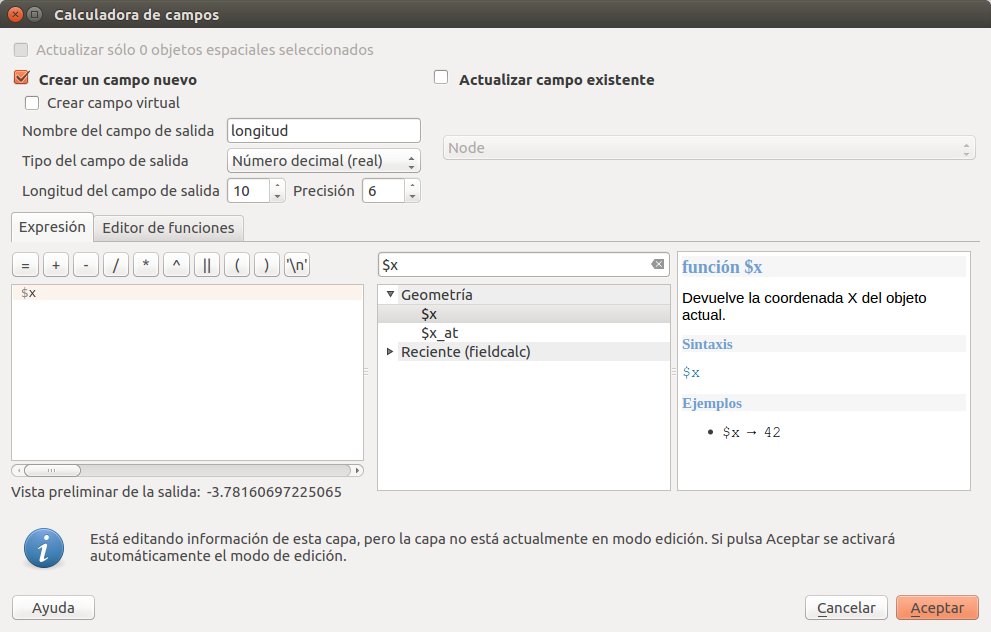 Calculadora de campos
Actualizar sólo 0 objetos espaciales seleccionados
Crear un campo nuevo
Actualizar campo existente
Crear campo virtual
Nombre del campo de salida longitud
Node
Tipo del campo de salida Número decimal (real)
Longitud del campo de salida 10 Precisión 6
Expresión Editor de funciones
= + - / * ^ || ( ) '\n'
$x
$x
Geometría
$x
$x_at
Reciente (fieldcalc)
función $x
Devuelve la coordenada X del objeto
actual.
Sintaxis
$x
Ejemplos
• $x → 42
Vista preliminar de la salida: -3.78160697225065
Está editando información de esta capa, pero la capa no está actualmente en modo edición. Si pulsa Aceptar se activará
automáticamente el modo de edición.
Ayuda Cancelar Aceptar